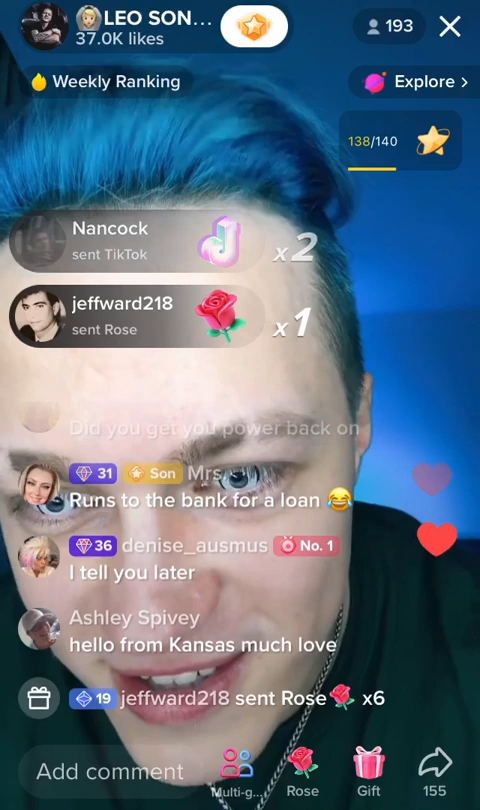 LEO SON...
37.0K likes
193
Weekly Ranking
Explore >
138/140
Nancock
sent TikTok
x2
jeffward218
sent Rose
x1
Did you get you power back on
31 Son Mrs
Runs to the bank for a loan 😂
36 denise_ausmus No. 1
I tell you later
Ashley Spivey
hello from Kansas much love
19 jeffward218 sent Rose🌹 x6
Add comment
Multi-g...
Rose
Gift
155